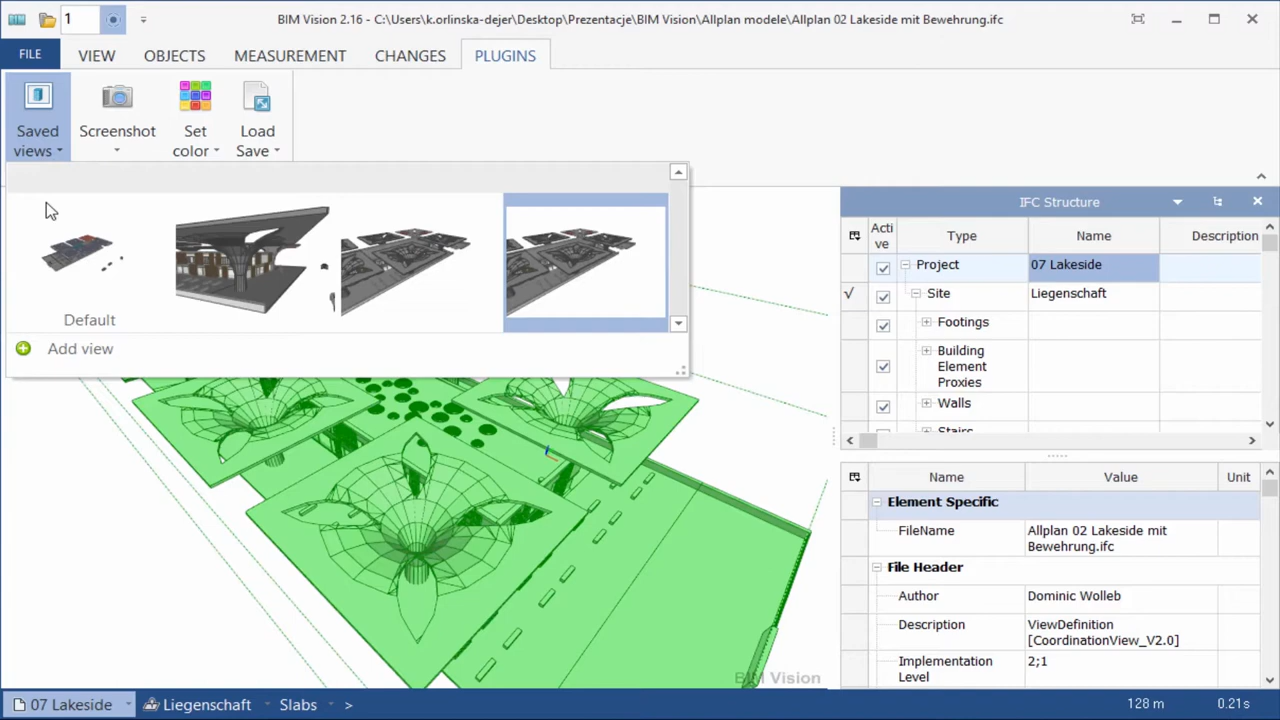 1
BIM Vision 2.16 - C:\Users\k.orlinska-dejer\Desktop\Prezentacje\BIM Vision\Allplan modele\Allplan 02 Lakeside mit Bewehrung.ifc
FILE VIEW OBJECTS MEASUREMENT CHANGES PLUGINS
Saved views
Screenshot
Set color
Load Save
Default
Add view
IFC Structure
Active Type Name Description
Project 07 Lakeside
√ Site Liegenschaft
Footings
Building Element Proxies
Walls
Stairs
Name Value Unit
Element Specific
FileName Allplan 02 Lakeside mit Bewehrung.ifc
File Header
Author Dominic Wolleb
Description ViewDefinition [CoordinationView_V2.0]
Implementation Level 2;1
BIM Vision
07 Lakeside Liegenschaft Slabs > 128 m 0.21s